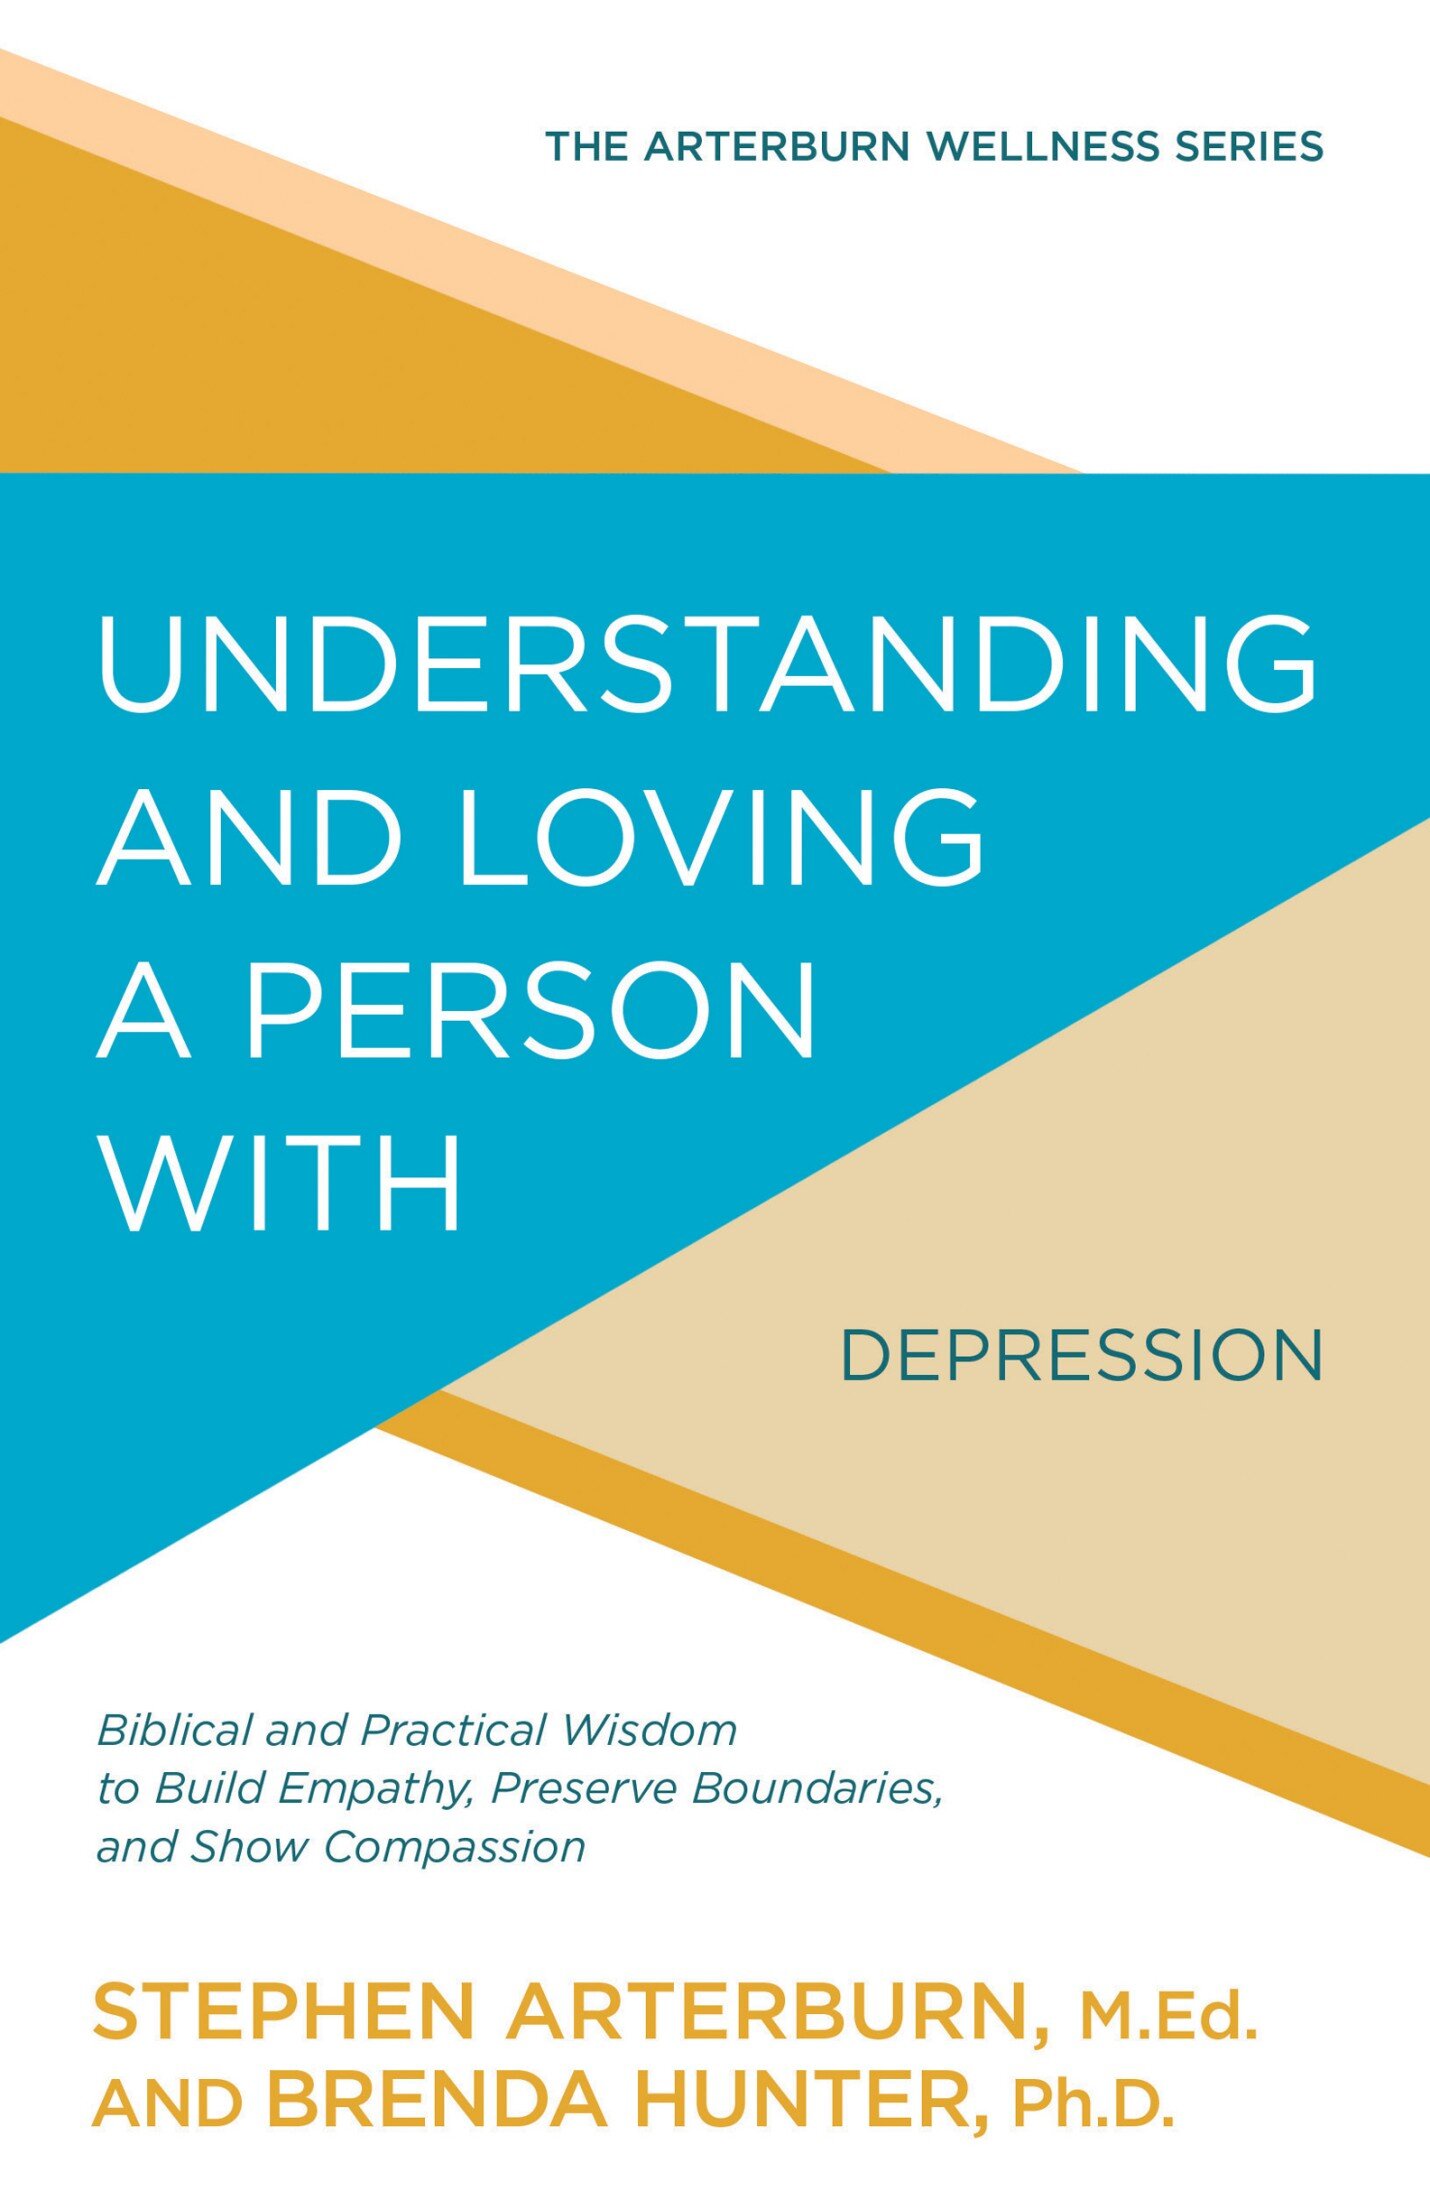 THE ARTERBURN WELLNESS SERIES
UNDERSTANDING
AND LOVING
A PERSON
WITH
DEPRESSION
Biblical and Practical Wisdom
to Build Empathy, Preserve Boundaries,
and Show Compassion
STEPHEN ARTERBURN, M.Ed.
AND BRENDA HUNTER, Ph.D.